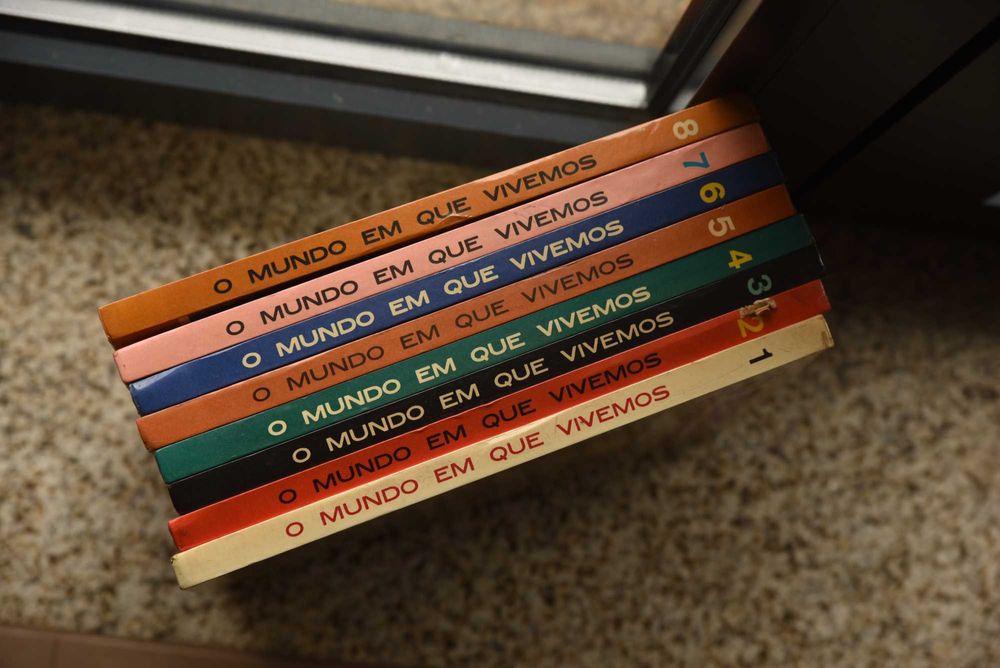 O MUNDO EM QUE VIVEMOS 8
O MUNDO EM QUE VIVEMOS 7
O MUNDO EM QUE VIVEMOS 6
O MUNDO EM QUE VIVEMOS 5
O MUNDO EM QUE VIVEMOS 4
O MUNDO EM QUE VIVEMOS 3
O MUNDO EM QUE VIVEMOS 2
O MUNDO EM QUE VIVEMOS 1